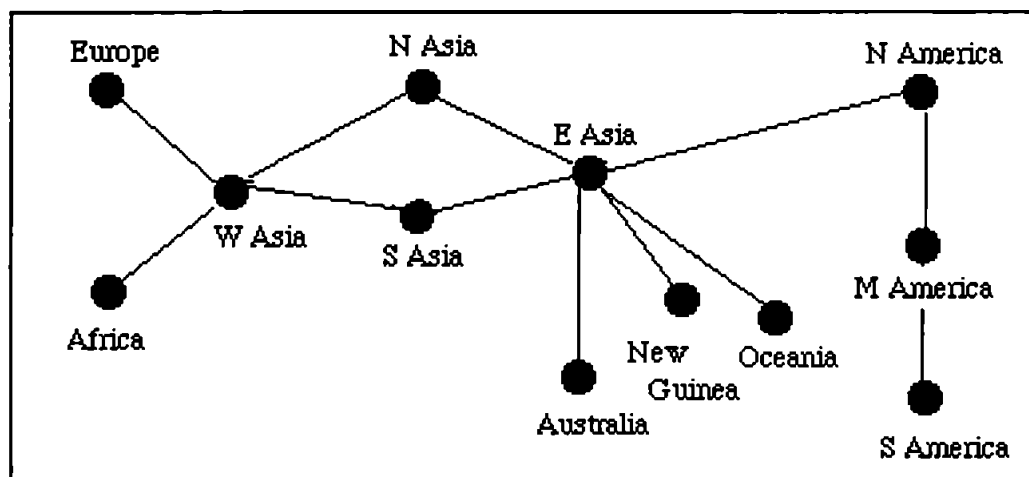 Europe
N Asia
N America
E Asia
W Asia
S Asia
M America
Africa
New
Guinea
Oceania
Australia
S America